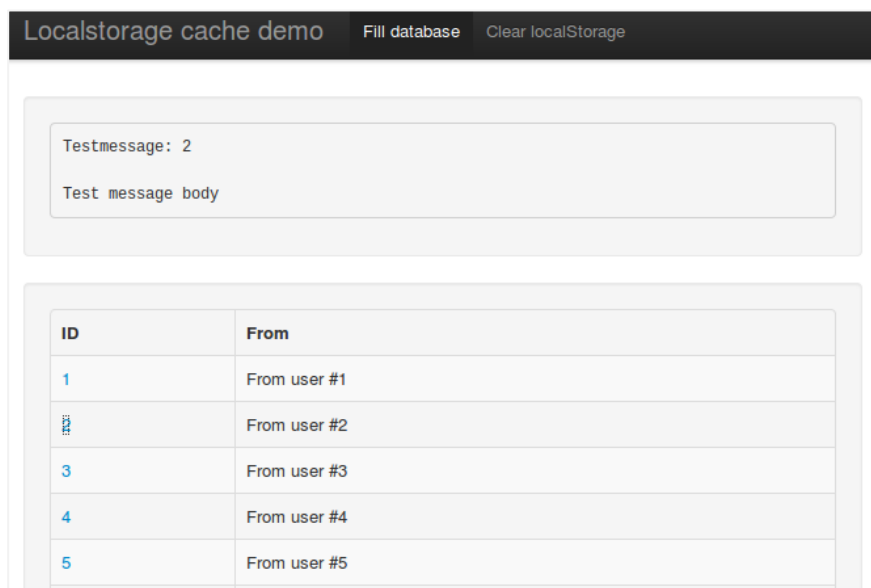 Localstorage cache demo Fill database Clear localStorage
Testmessage: 2
Test message body
ID From
1 From user #1
2 From user #2
3 From user #3
4 From user #4
5 From user #5